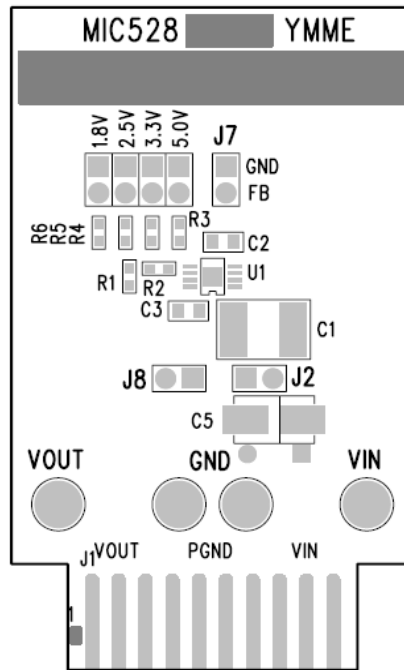 MIC528 YMME
1.8V 2.5V 3.3V 5.0V J7
GND
FB
R6 R5 R4 R3
C2
R1 R2 U1
C3 C1
J8 J2
C5
VOUT GND VIN
J1 VOUT PGND VIN
1